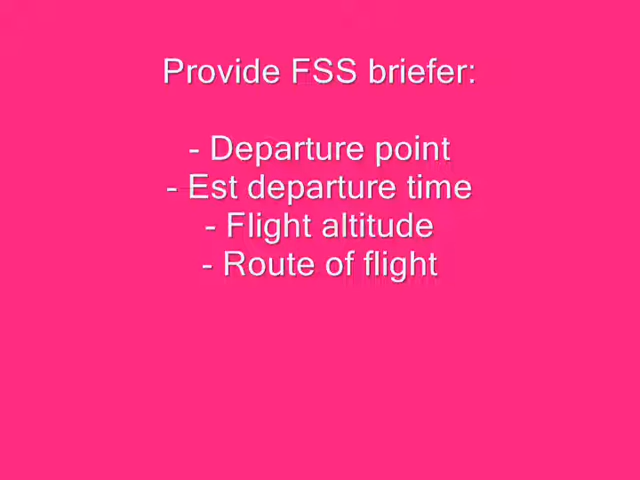 Provide FSS briefer:
- Departure point
- Est departure time
- Flight altitude
- Route of flight